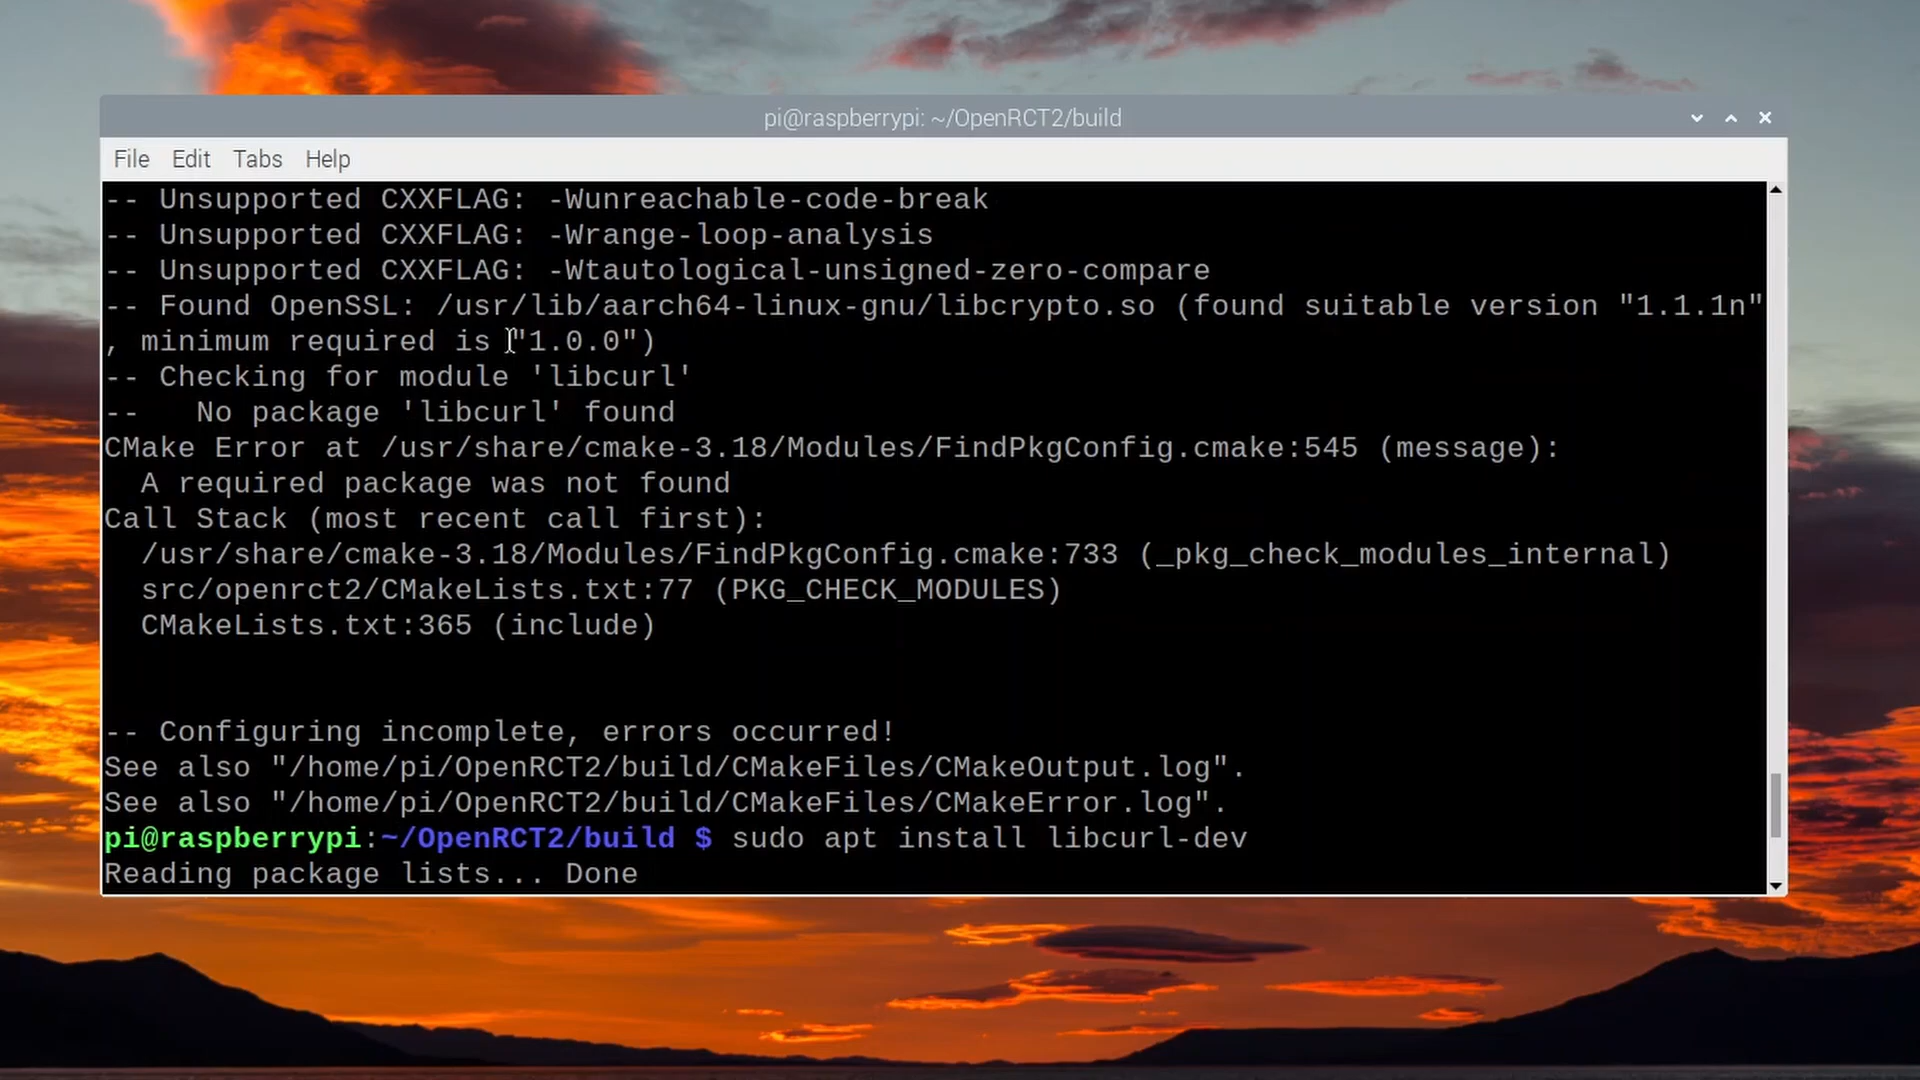 pi@raspberrypi: ~/OpenRCT2/build
File Edit Tabs Help
-- Unsupported CXXFLAG: -Wunreachable-code-break
-- Unsupported CXXFLAG: -Wrange-loop-analysis
-- Unsupported CXXFLAG: -Wtautological-unsigned-zero-compare
-- Found OpenSSL: /usr/lib/aarch64-linux-gnu/libcrypto.so (found suitable version "1.1.1n"
, minimum required is "1.0.0")
-- Checking for module 'libcurl'
--   No package 'libcurl' found
CMake Error at /usr/share/cmake-3.18/Modules/FindPkgConfig.cmake:545 (message):
  A required package was not found
Call Stack (most recent call first):
  /usr/share/cmake-3.18/Modules/FindPkgConfig.cmake:733 (_pkg_check_modules_internal)
  src/openrct2/CMakeLists.txt:77 (PKG_CHECK_MODULES)
  CMakeLists.txt:365 (include)
-- Configuring incomplete, errors occurred!
See also "/home/pi/OpenRCT2/build/CMakeFiles/CMakeOutput.log".
See also "/home/pi/OpenRCT2/build/CMakeFiles/CMakeError.log".
pi@raspberrypi:~/OpenRCT2/build $ sudo apt install libcurl-dev
Reading package lists... Done